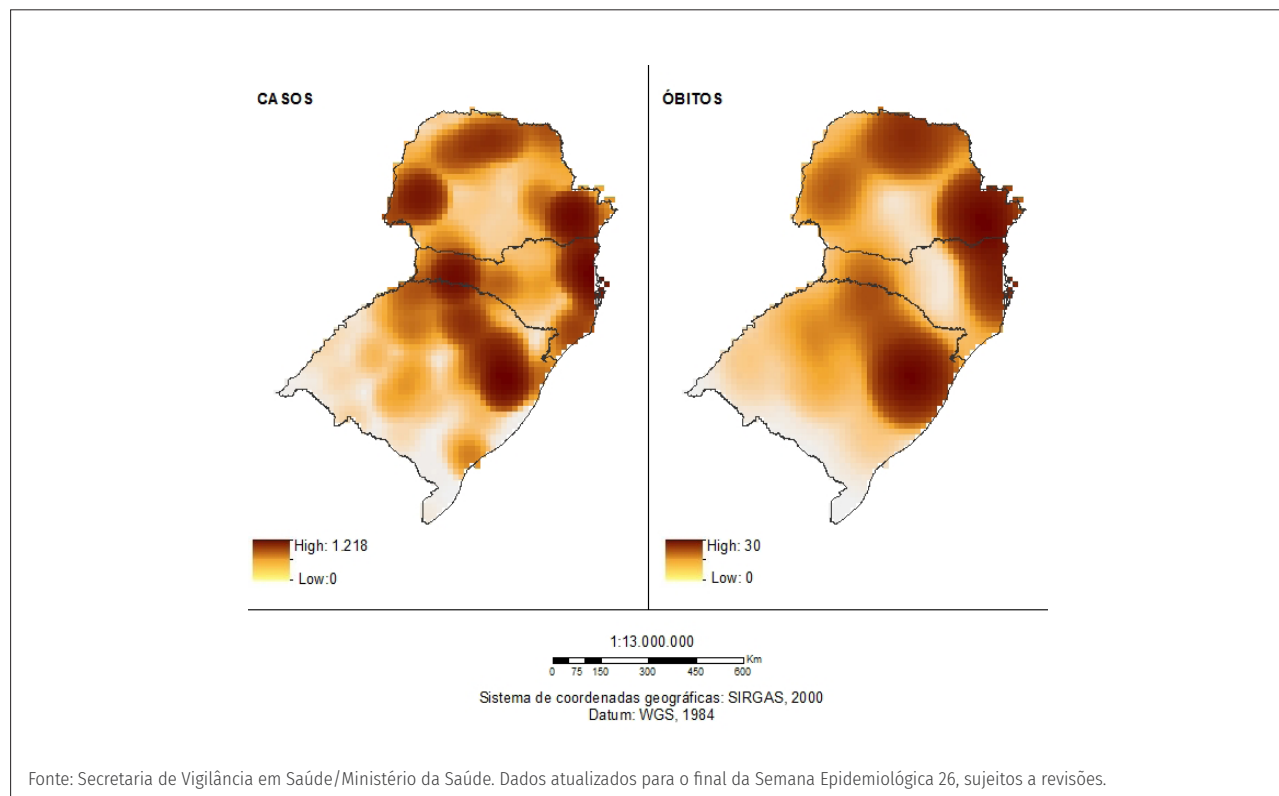 CASOS
ÓBITOS
High: 1.218
Low:0
High: 30
Low: 0
1:13.000.000
Km
0 75 150 300 450 600
Sistema de coordenadas geográficas: SIRGAS, 2000
Datum: WGS, 1984
Fonte: Secretaria de Vigilância em Saúde/Ministério da Saúde. Dados atualizados para o final da Semana Epidemiológica 26, sujeitos a revisões.